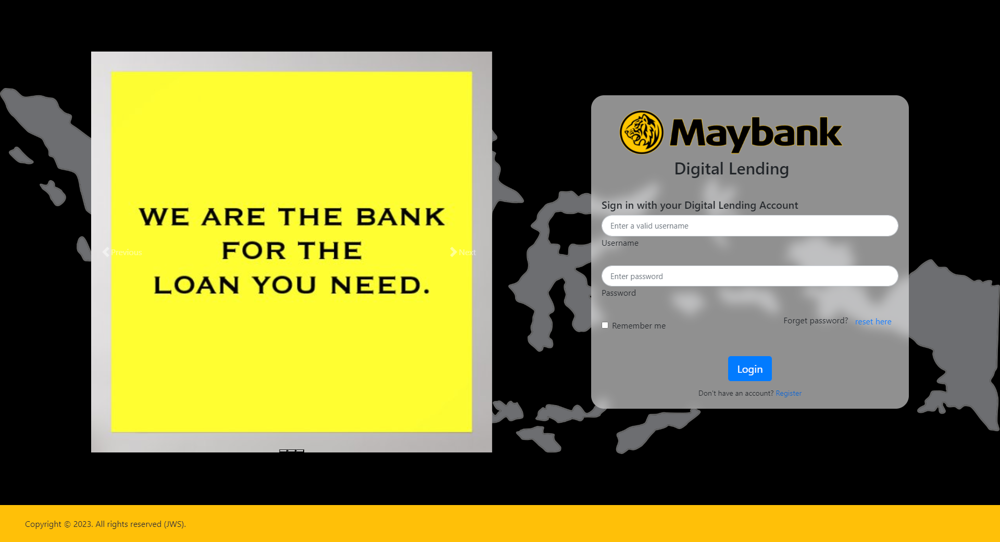 WE ARE THE BANK
FOR THE
LOAN YOU NEED.
Previous
Next
Maybank
Digital Lending
Sign in with your Digital Lending Account
Enter a valid username
Username
Enter password
Password
Remember me
Forget password? reset here
Login
Don't have an account? Register
Copyright © 2023. All rights reserved (JWS).